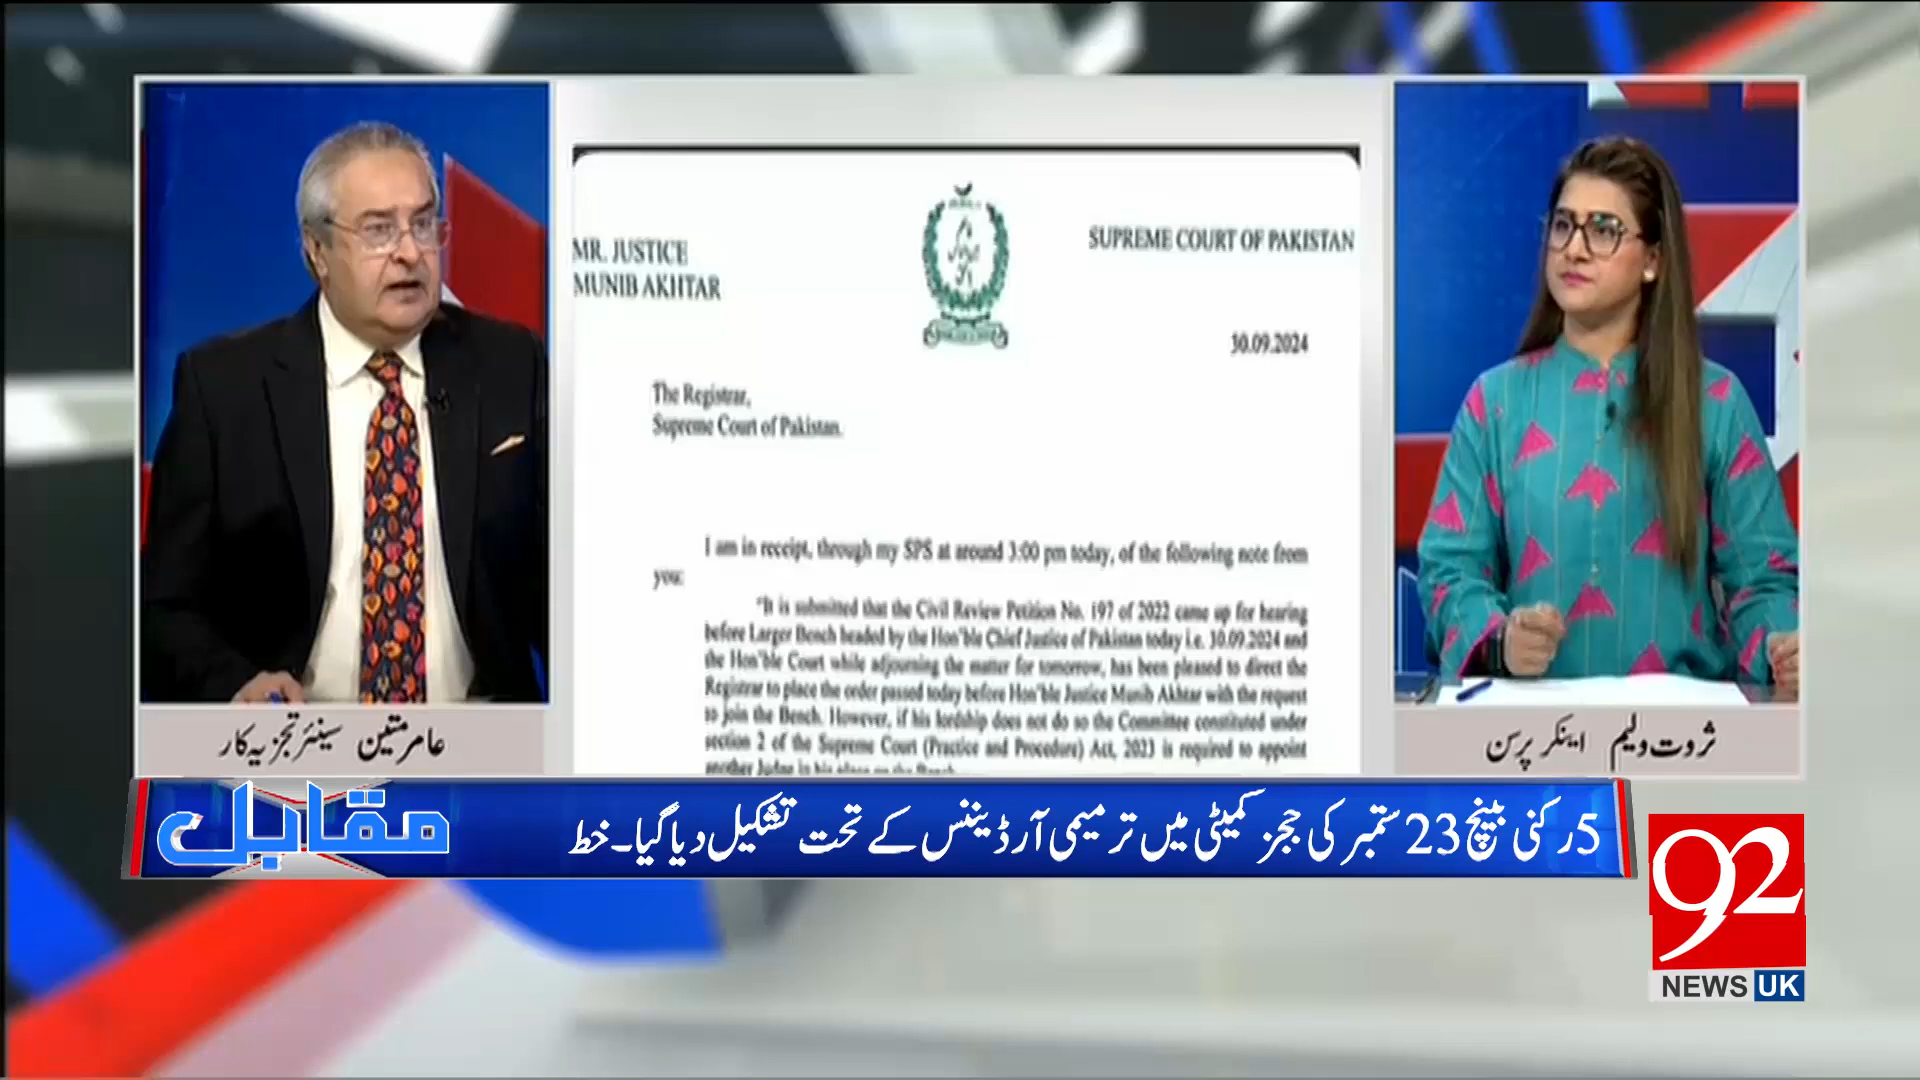 MR. JUSTICE
MUNIB AKHTAR
SUPREME COURT OF PAKISTAN
30.09.2024
The Registrar,
Supreme Court of Pakistan.
I am in receipt, through my SPS at around 3:00 pm today, of the following note from
you:
"It is submitted that the Civil Review Petition No. 197 of 2022 came up for hearing
before Larger Bench headed by the Hon'ble Chief Justice of Pakistan today i.e. 30.09.2024 and
the Hon'ble Court while adjourning the matter for tomorrow, has been pleased to direct the
Registrar to place the order passed today before Hon'ble Justice Munib Akhtar with the request
to join the Bench. However, if his lordship does not do so the Committee constituted under
section 2 of the Supreme Court (Practice and Procedure) Act, 2023 is required to appoint
another Judge in his place on the Bench.
عامر متین سینئر تجزیہ کار
ثروت ولیم اینکر پرسن
مقابل
5 رکنی بینچ 23 ستمبر کی ججز کمیٹی میں ترمیمی آرڈیننس کے تحت تشکیل دیا گیا۔ خط
92
NEWS UK